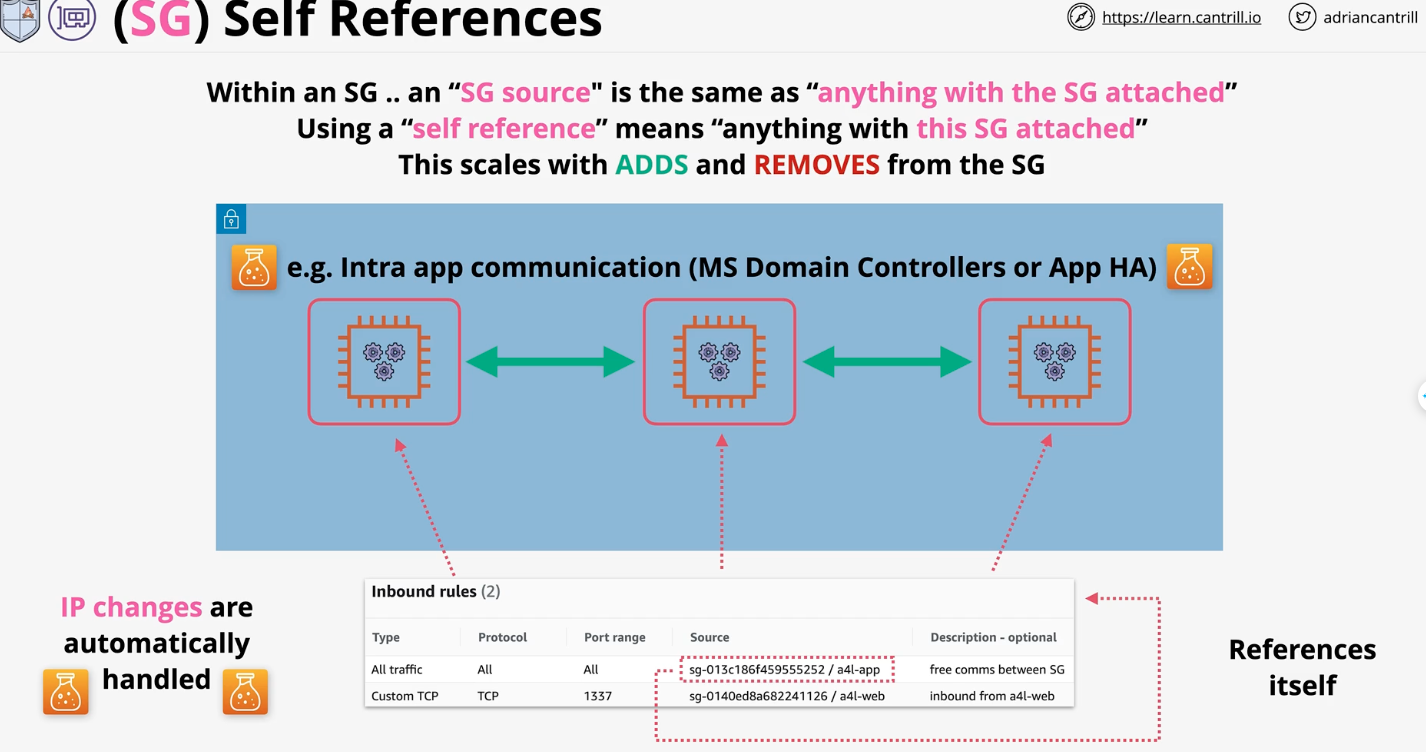 (SG) Self References
https://learn.cantrill.io
adriancantrill
Within an SG .. an “SG source" is the same as “anything with the SG attached”
Using a “self reference” means “anything with this SG attached”
This scales with ADDS and REMOVES from the SG
e.g. Intra app communication (MS Domain Controllers or App HA)
IP changes are
automatically
handled
Inbound rules (2)
Type Protocol Port range Source Description - optional
All traffic All All sg-013c186f459555252 / a4l-app free comms between SG
Custom TCP TCP 1337 sg-0140ed8a682241126 / a4l-web inbound from a4l-web
References
itself